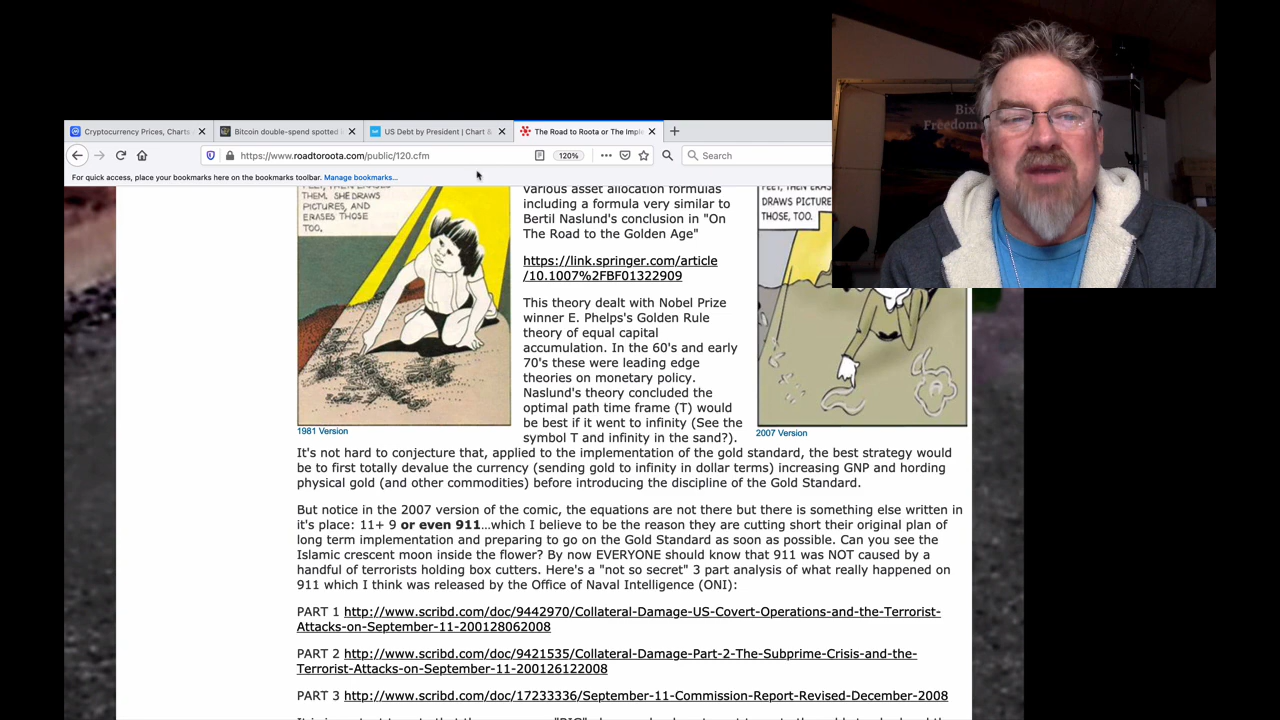 Bix
Freedom
Cryptocurrency Prices, Charts
Bitcoin double-spend spotted i
US Debt by President | Chart &
The Road to Roota or The Imple
https://www.roadtoroota.com/public/120.cfm
120%
Search
For quick access, place your bookmarks here on the bookmarks toolbar. Manage bookmarks...
THEM. SHE DRAWS
PICTURES, AND
ERASES THOSE
TOO.
1981 Version
various asset allocation formulas
including a formula very similar to
Bertil Naslund's conclusion in "On
The Road to the Golden Age"
https://link.springer.com/article
/10.1007%2FBF01322909
This theory dealt with Nobel Prize
winner E. Phelps's Golden Rule
theory of equal capital
accumulation. In the 60's and early
70's these were leading edge
theories on monetary policy.
Naslund's theory concluded the
optimal path time frame (T) would
be best if it went to infinity (See the
symbol T and infinity in the sand?).
FEET, THEN ERAS
DRAWS PICTURE
THOSE, TOO.
2007 Version
It's not hard to conjecture that, applied to the implementation of the gold standard, the best strategy would
be to first totally devalue the currency (sending gold to infinity in dollar terms) increasing GNP and hording
physical gold (and other commodities) before introducing the discipline of the Gold Standard.
But notice in the 2007 version of the comic, the equations are not there but there is something else written in
it's place: 11+ 9 or even 911...which I believe to be the reason they are cutting short their original plan of
long term implementation and preparing to go on the Gold Standard as soon as possible. Can you see the
Islamic crescent moon inside the flower? By now EVERYONE should know that 911 was NOT caused by a
handful of terrorists holding box cutters. Here's a "not so secret" 3 part analysis of what really happened on
911 which I think was released by the Office of Naval Intelligence (ONI):
PART 1 http://www.scribd.com/doc/9442970/Collateral-Damage-US-Covert-Operations-and-the-Terrorist-
Attacks-on-September-11-200128062008
PART 2 http://www.scribd.com/doc/9421535/Collateral-Damage-Part-2-The-Subprime-Crisis-and-the-
Terrorist-Attacks-on-September-11-200126122008
PART 3 http://www.scribd.com/doc/17233336/September-11-Commission-Report-Revised-December-2008